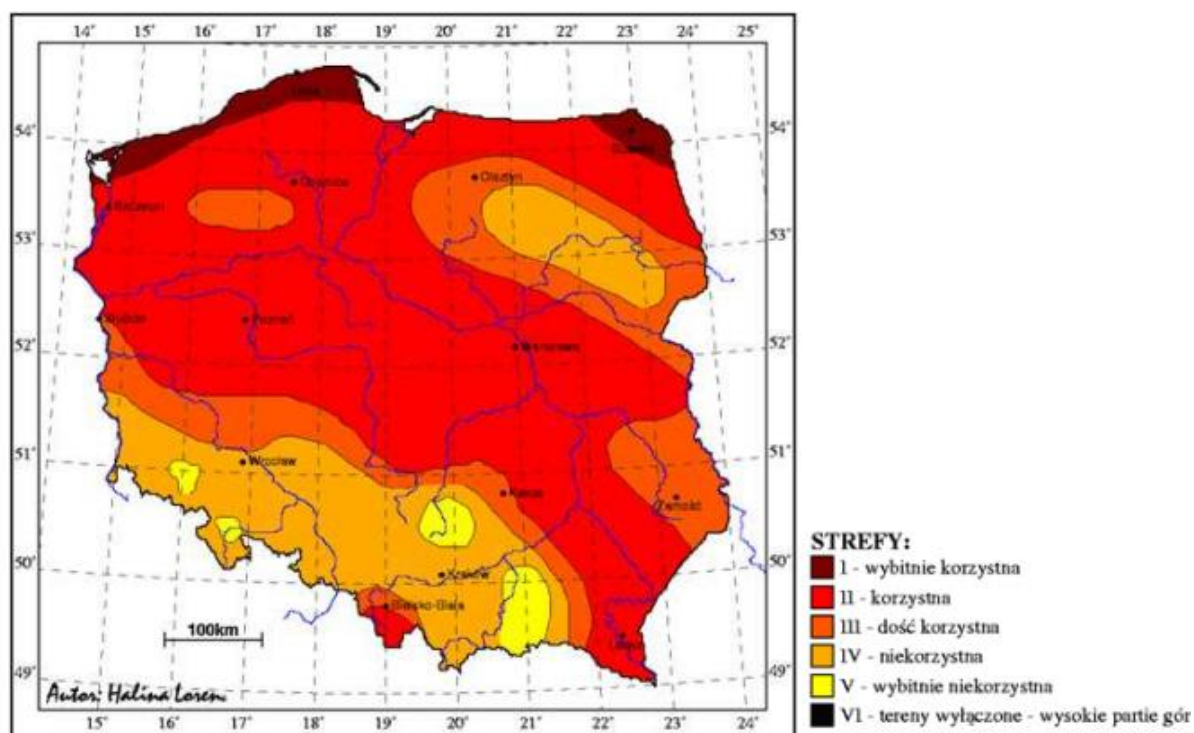 14° 15° 16° 17° 18° 19° 20° 21° 22° 23° 24° 25°
54° 54°
Olsztyn
53° 53°
Poznań
52° 52°
51° 51°
Wrocław
Kielce
Zamość
50° 50°
Kraków
Bielsko-Biała
100km
49° 49°
Autor: Halina Lorenc
15° 16° 17° 18° 19° 20° 21° 22° 23° 24°
STREFY:
I - wybitnie korzystna
II - korzystna
III - dość korzystna
IV - niekorzystna
V - wybitnie niekorzystna
VI - tereny wyłączone - wysokie partie gór